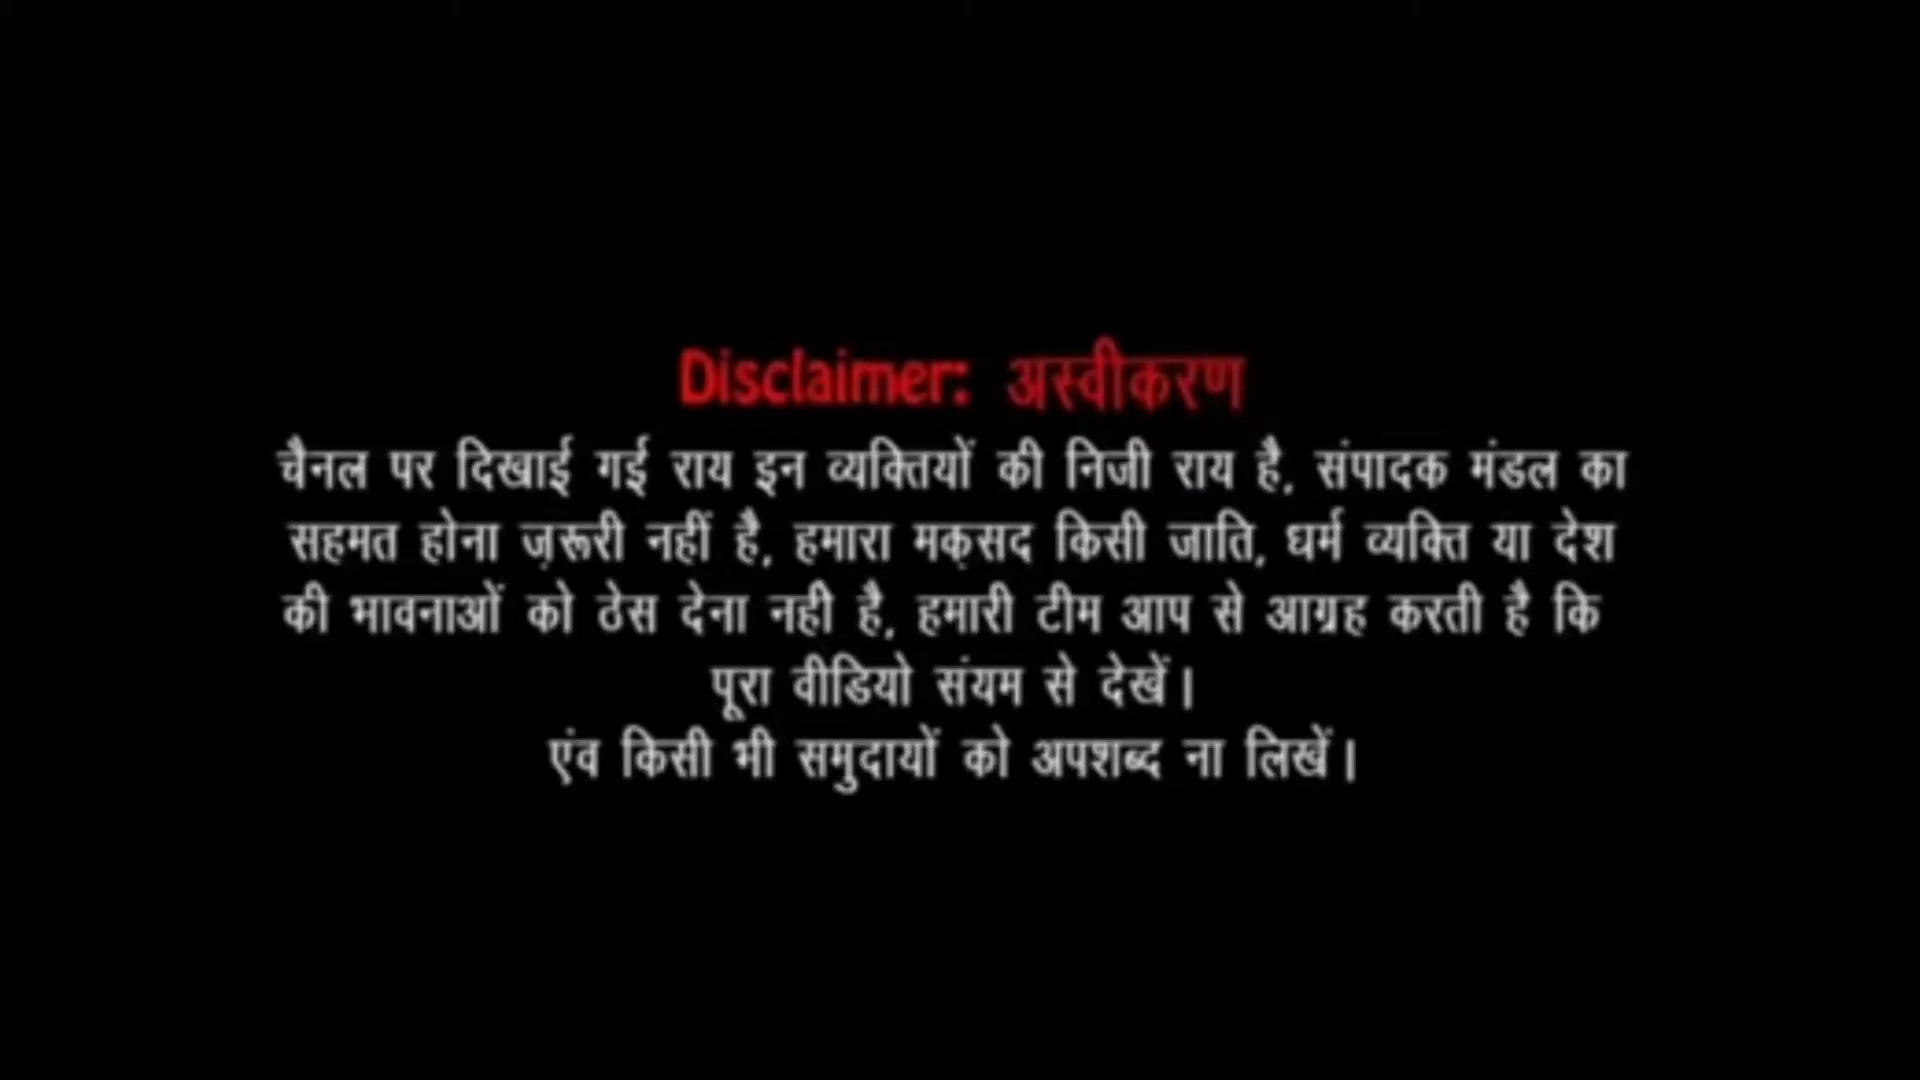 Disclaimer: अस्वीकरण
चैनल पर दिखाई गई राय इन व्यक्तियों की निजी राय है, संपादक मंडल का
सहमत होना ज़रूरी नहीं है, हमारा मक़सद किसी जाति, धर्म व्यक्ति या देश
की भावनाओं को ठेस देना नही है, हमारी टीम आप से आग्रह करती है कि
पूरा वीडियो संयम से देखें।
एंव किसी भी समुदायों को अपशब्द ना लिखें।